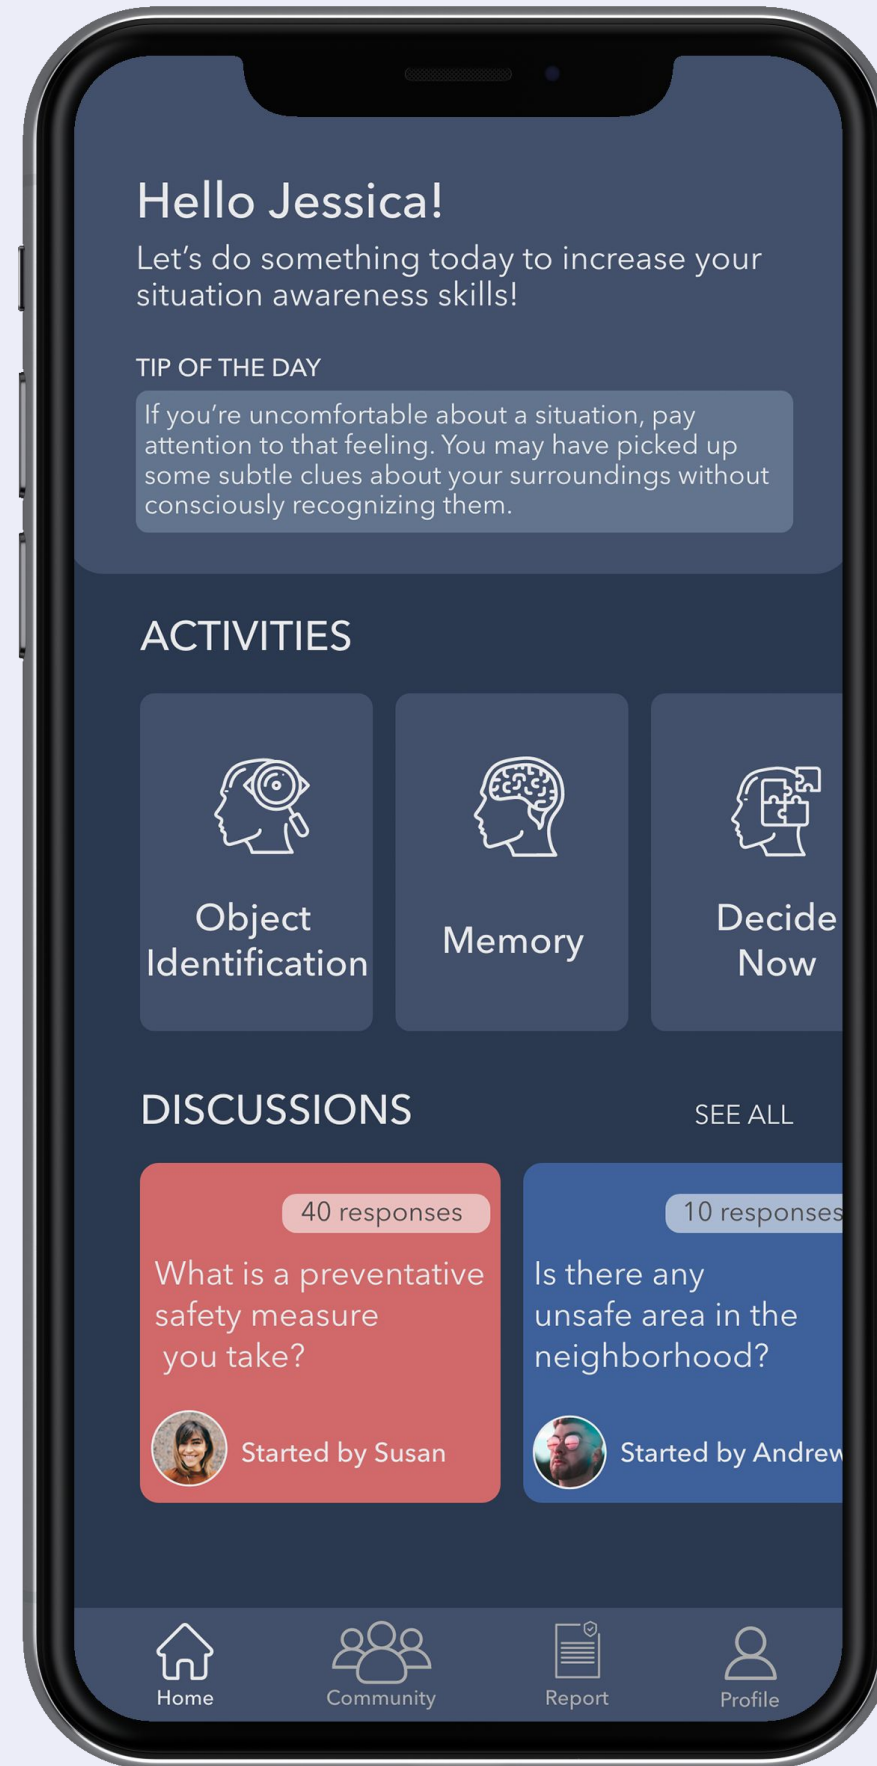 Hello Jessica!
Let's do something today to increase your
situation awareness skills!
TIP OF THE DAY
If you're uncomfortable about a situation, pay
attention to that feeling. You may have picked up
some subtle clues about your surroundings without
consciously recognizing them.
ACTIVITIES
Object
Identification
Memory
Decide
Now
DISCUSSIONS
SEE ALL
40 responses
What is a preventative
safety measure
you take?
Started by Susan
10 responses
Is there any
unsafe area in the
neighborhood?
Started by Andrew
Home
Community
Report
Profile